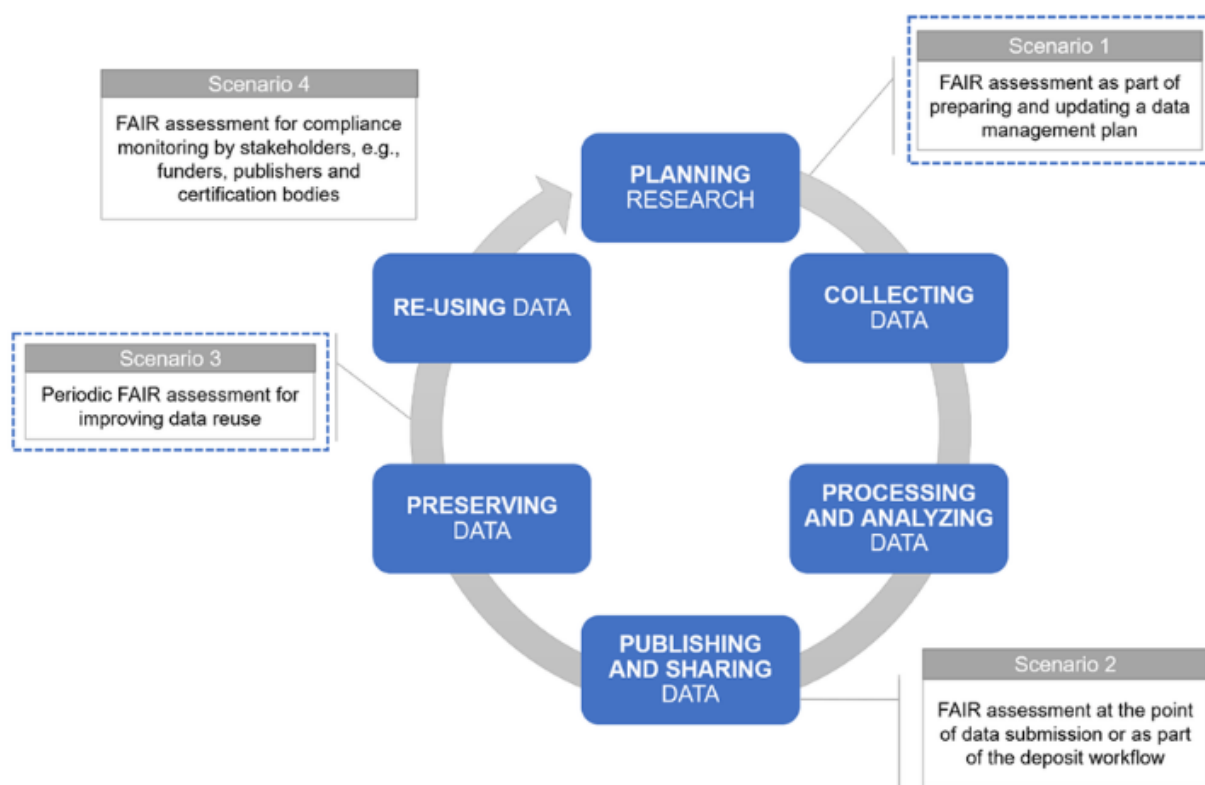 Scenario 1
FAIR assessment as part of
preparing and updating a data
management plan
Scenario 4
FAIR assessment for compliance
monitoring by stakeholders, e.g.,
funders, publishers and
certification bodies
PLANNING
RESEARCH
RE-USING DATA
COLLECTING
DATA
Scenario 3
Periodic FAIR assessment for
improving data reuse
PRESERVING
DATA
PROCESSING
AND ANALYZING
DATA
PUBLISHING
AND SHARING
DATA
Scenario 2
FAIR assessment at the point
of data submission or as part
of the deposit workflow